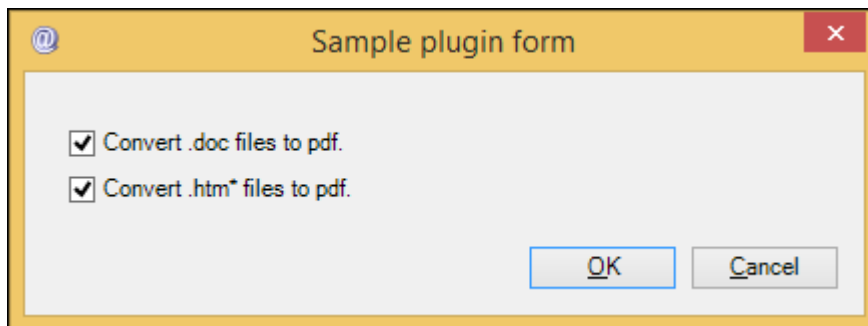 @
Sample plugin form
Convert .doc files to pdf.
Convert .htm* files to pdf.
OK
Cancel